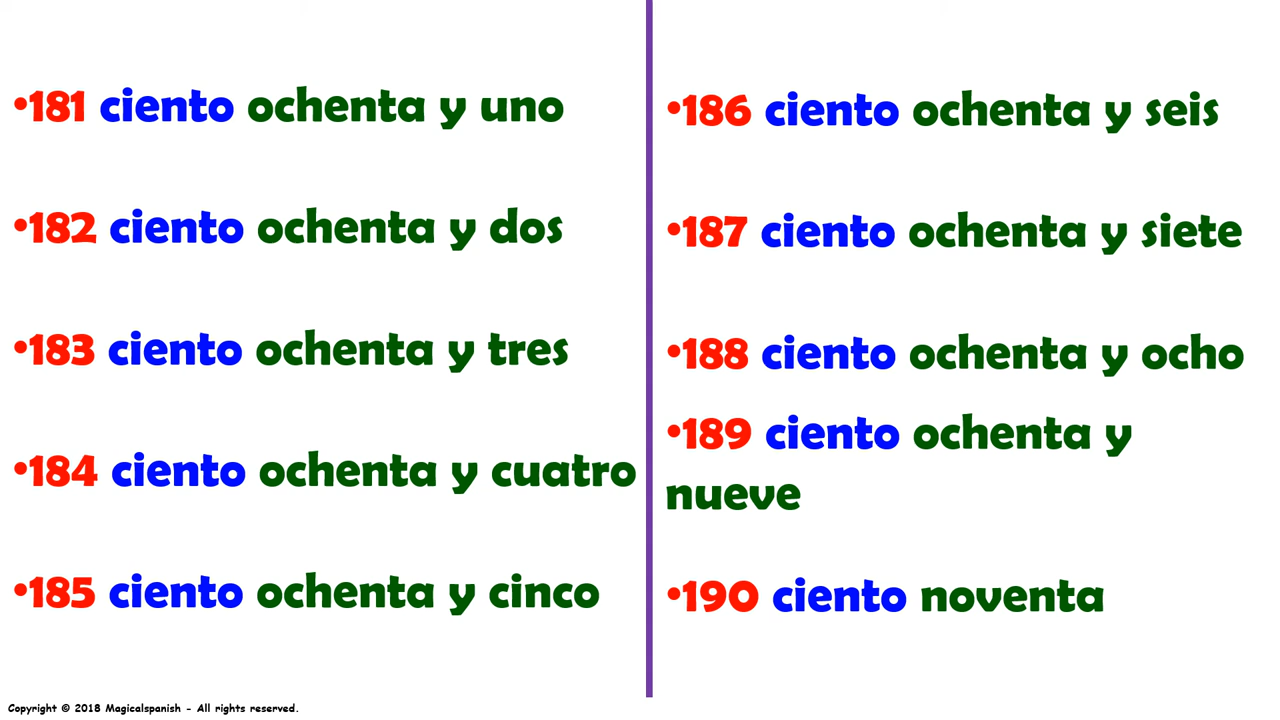 •181 ciento ochenta y uno
•182 ciento ochenta y dos
•183 ciento ochenta y tres
•184 ciento ochenta y cuatro
•185 ciento ochenta y cinco
•186 ciento ochenta y seis
•187 ciento ochenta y siete
•188 ciento ochenta y ocho
•189 ciento ochenta y
nueve
•190 ciento noventa
Copyright © 2018 Magicalspanish - All rights reserved.